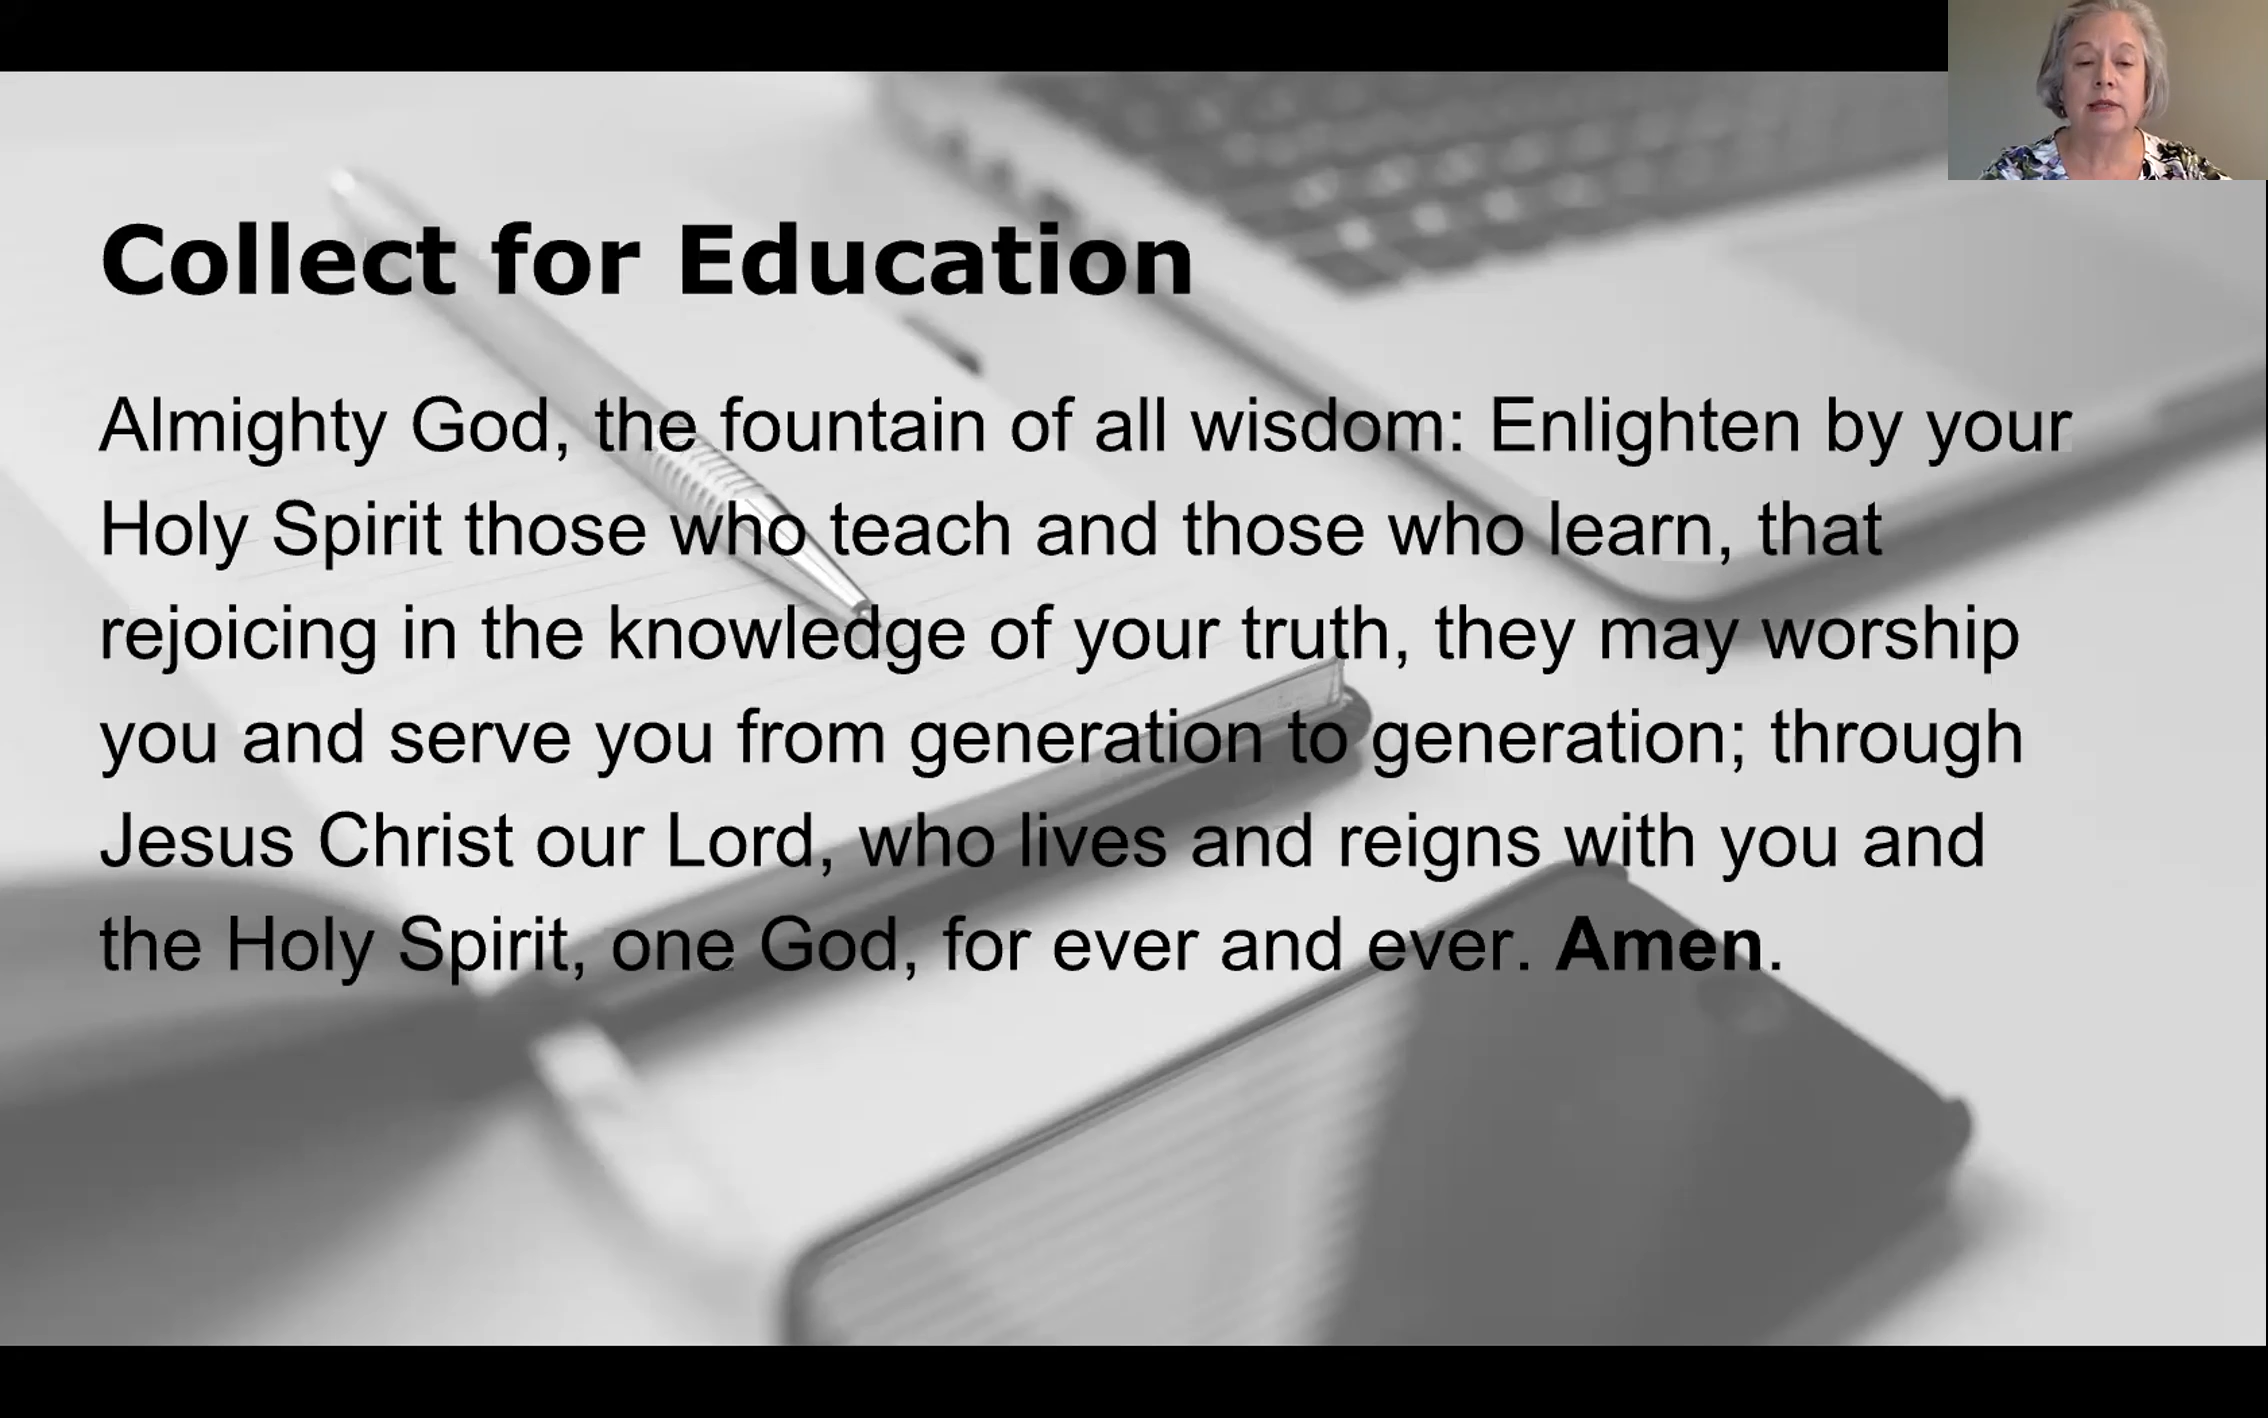 Collect for Education
Almighty God, the fountain of all wisdom: Enlighten by your
Holy Spirit those who teach and those who learn, that
rejoicing in the knowledge of your truth, they may worship
you and serve you from generation to generation; through
Jesus Christ our Lord, who lives and reigns with you and
the Holy Spirit, one God, for ever and ever. Amen.